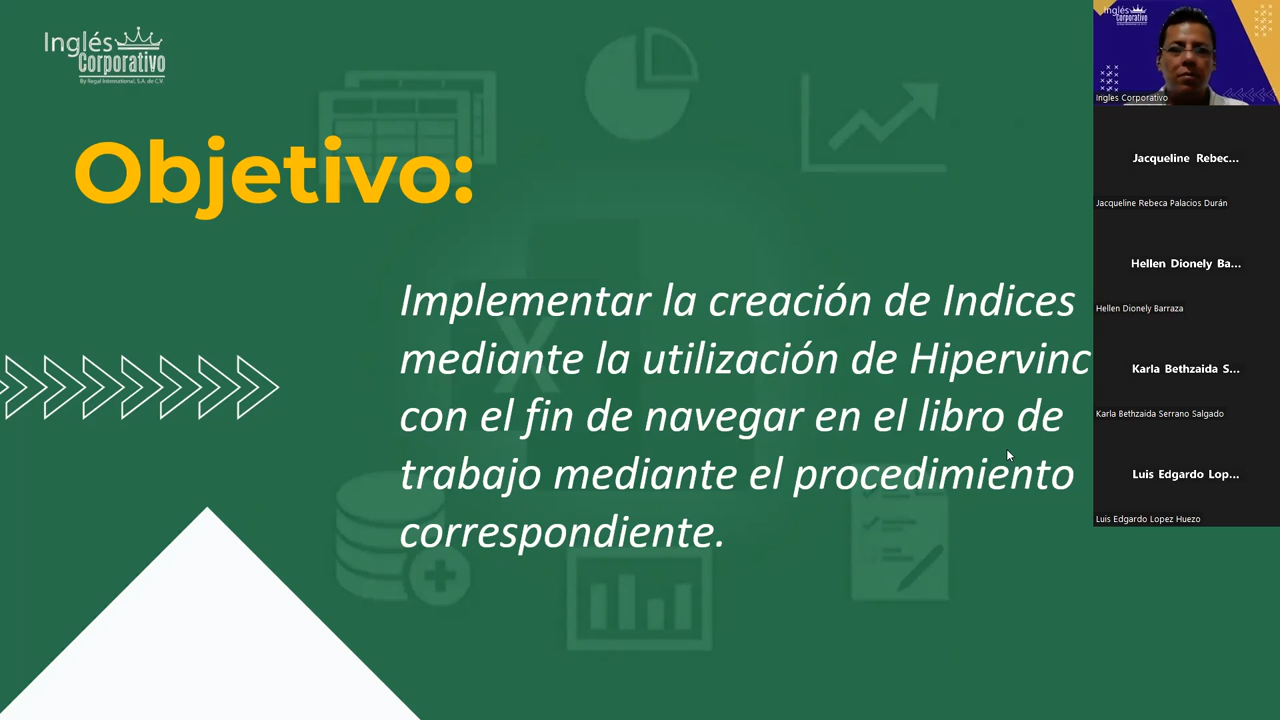 Inglés
Corporativo
By Regal International, S.A. de C.V.
Objetivo:
Implementar la creación de Indices
mediante la utilización de Hipervinc
con el fin de navegar en el libro de
trabajo mediante el procedimiento
correspondiente.
Inglés
Corporativo
Ingles Corporativo
Jacqueline Rebec...
Jacqueline Rebeca Palacios Durán
Hellen Dionely Ba...
Hellen Dionely Barraza
Karla Bethzaida S...
Karla Bethzaida Serrano Salgado
Luis Edgardo Lop...
Luis Edgardo Lopez Huezo